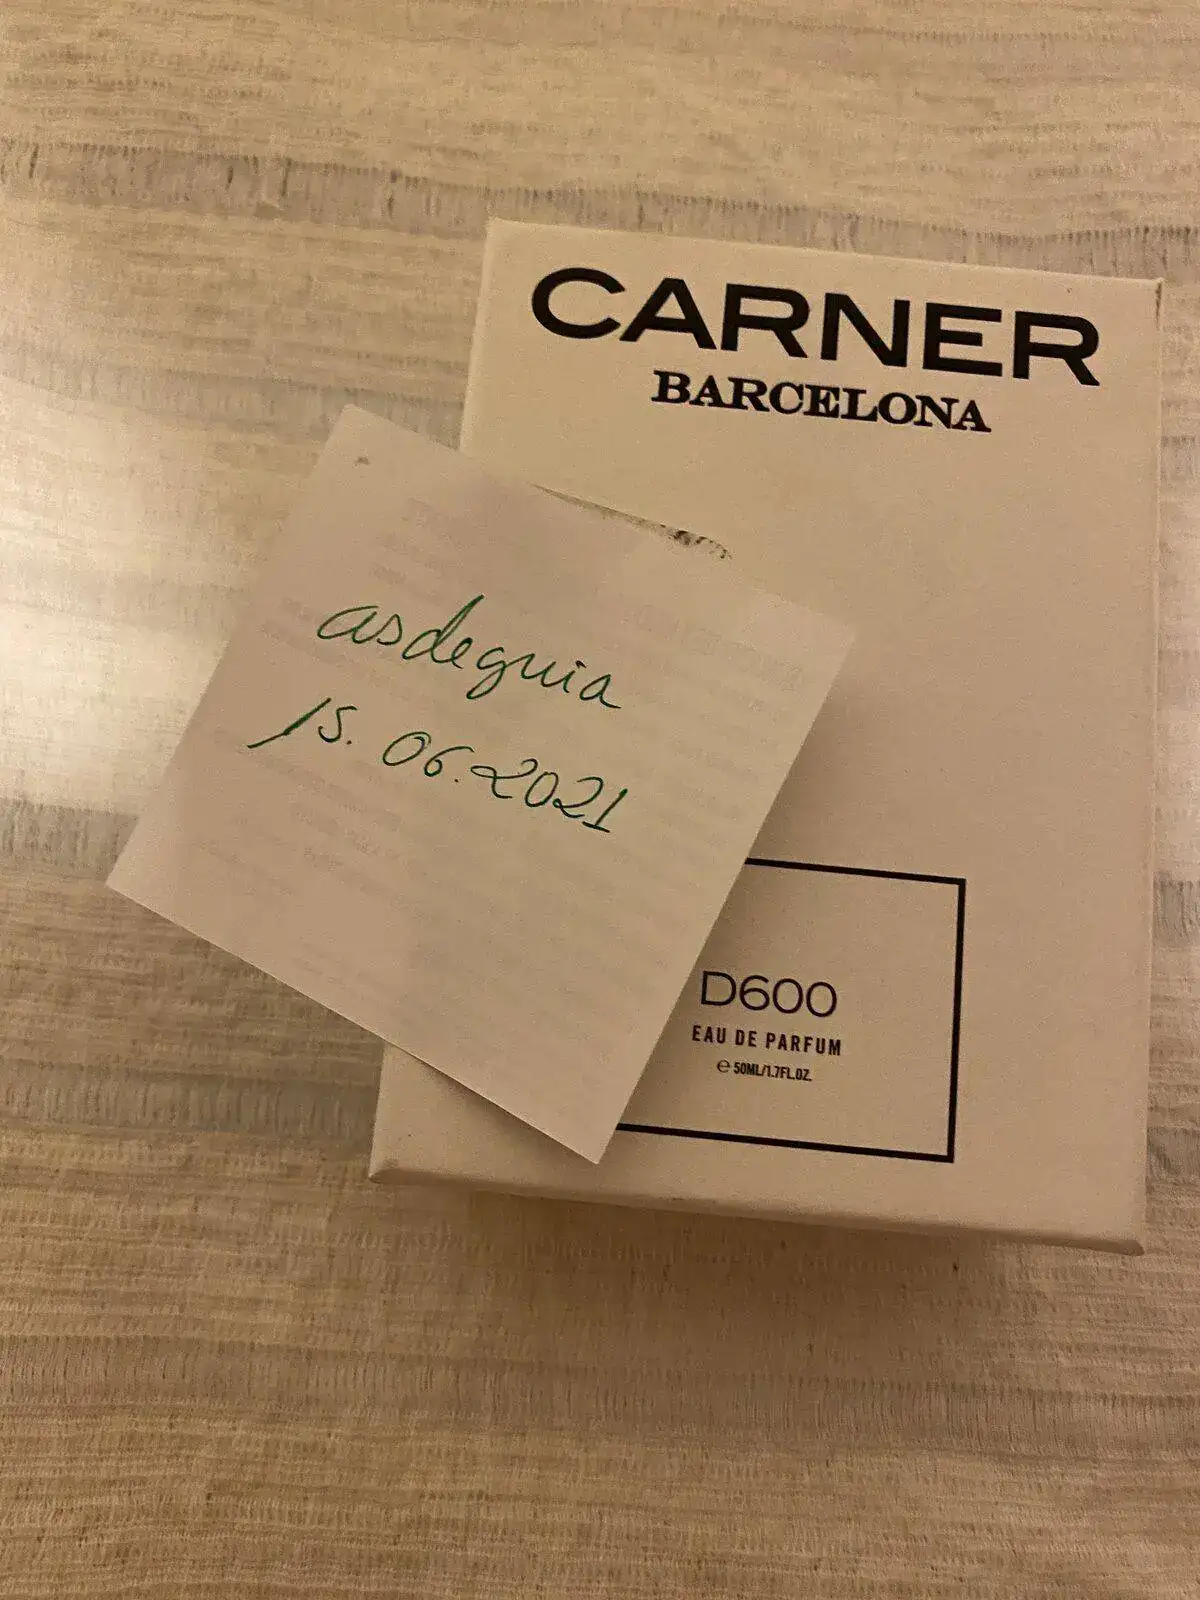 CARNER
BARCELONA
asdeguia
15.06.2021
D600
EAU DE PARFUM
℮ 50ML/1.7FL.OZ.